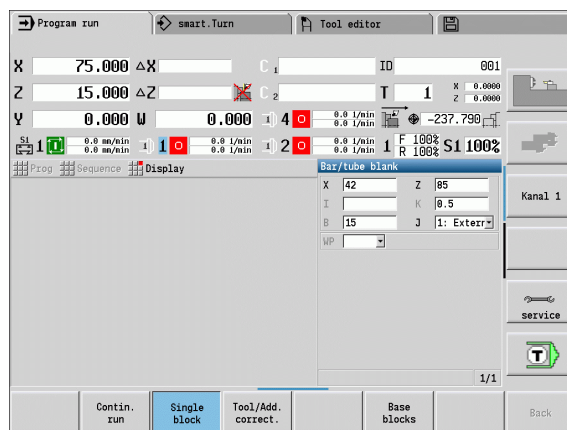 Program run smart.Turn Tool editor
X 75.000 ΔX C 1 ID 001
Z 15.000 ΔZ C 2 T 1 X 0.0000 Z 0.0000
Y 0.000 W 0.000 4 0.0 1/min 0.0 1/min -237.790
S1 1 0.0 mm/min 0.0 mm/min 1 0.0 1/min 0.0 1/min 2 0.0 1/min 0.0 1/min 1 F 100% R 100% S1 100%
Prog Sequence Display
Bar/tube blank
X 42 Z 85
I K 0.5
B 15 J 1: Extern
WP
Kanal 1
service
T
1/1
Contin. run Single block Tool/Add. correct. Base blocks Back